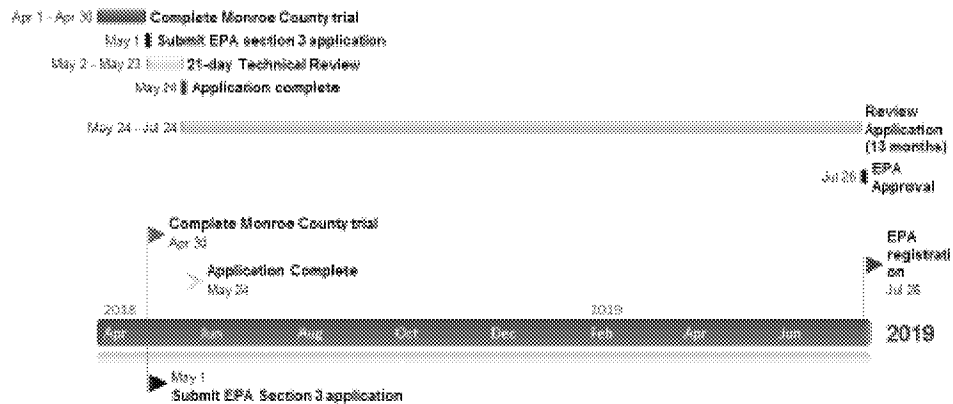 Apr 1 - Apr 30 Complete Monroe County trial
May 1 Submit EPA section 3 application
May 2 - May 23 21-day Technical Review
May 24 Application complete
May 24 - Jul 24 Review
Application
(13 months)
Jul 26 EPA
Approval
Complete Monroe County trial
Apr 30
Application Complete
May 24
EPA
registrati
on
Jul 26
2018 2019
Apr Jun Aug Oct Dec Feb Apr Jun 2019
May 1
Submit EPA Section 3 application